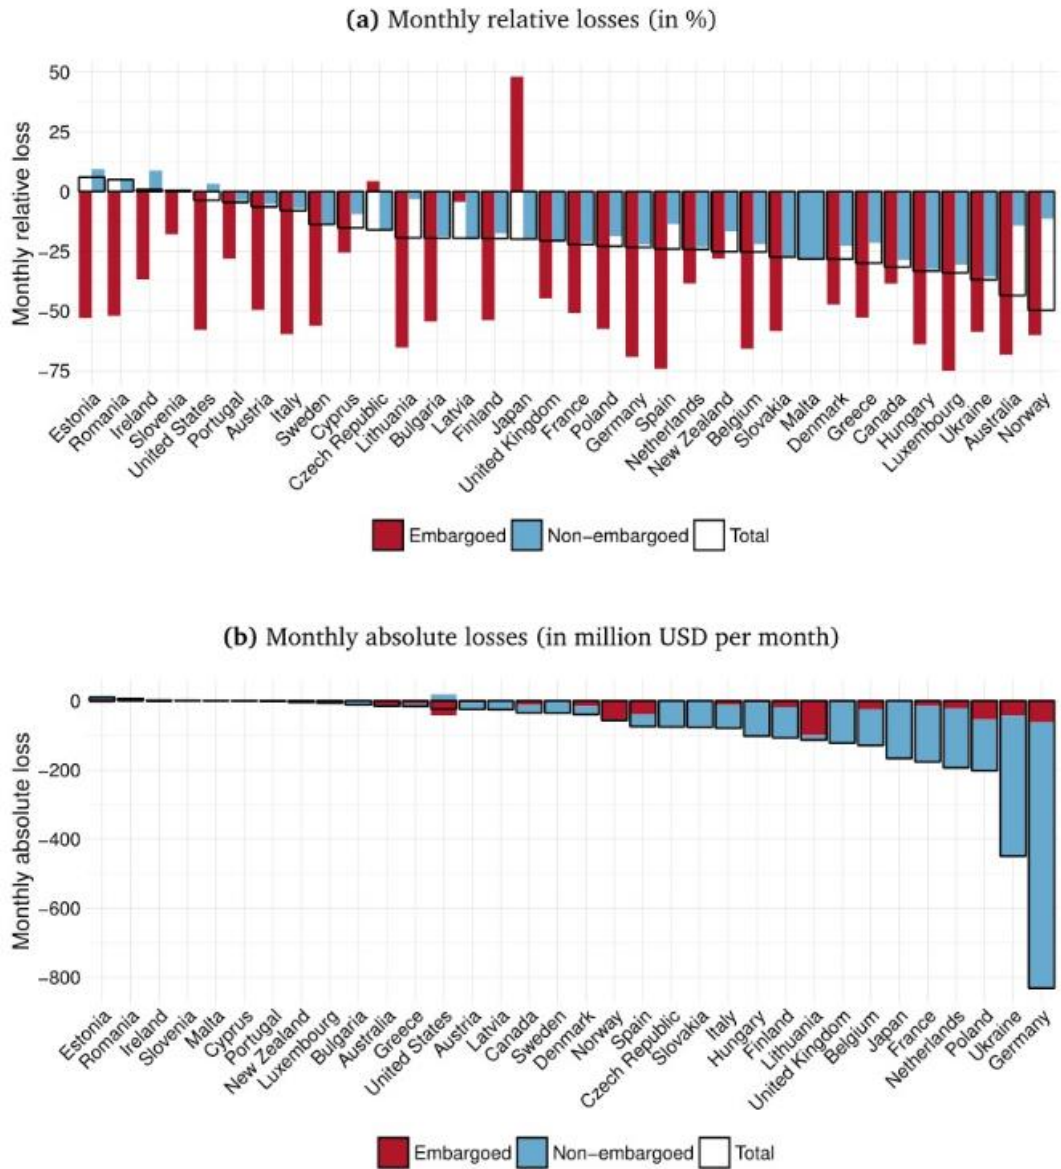 (a) Monthly relative losses (in %)
Monthly relative loss
50
25
0
−25
−50
−75
Estonia
Romania
Ireland
Slovenia
United States
Portugal
Austria
Italy
Sweden
Cyprus
Czech Republic
Lithuania
Bulgaria
Latvia
Finland
Japan
United Kingdom
France
Poland
Germany
Spain
Netherlands
New Zealand
Belgium
Slovakia
Malta
Denmark
Greece
Canada
Hungary
Luxembourg
Ukraine
Australia
Norway
Embargoed Non−embargoed Total
(b) Monthly absolute losses (in million USD per month)
Monthly absolute loss
0
−200
−400
−600
−800
Estonia
Romania
Ireland
Slovenia
Malta
Cyprus
Portugal
New Zealand
Luxembourg
Bulgaria
Australia
Greece
United States
Austria
Latvia
Canada
Sweden
Denmark
Norway
Spain
Czech Republic
Slovakia
Italy
Hungary
Finland
Lithuania
United Kingdom
Belgium
Japan
France
Netherlands
Poland
Ukraine
Germany
Embargoed Non−embargoed Total